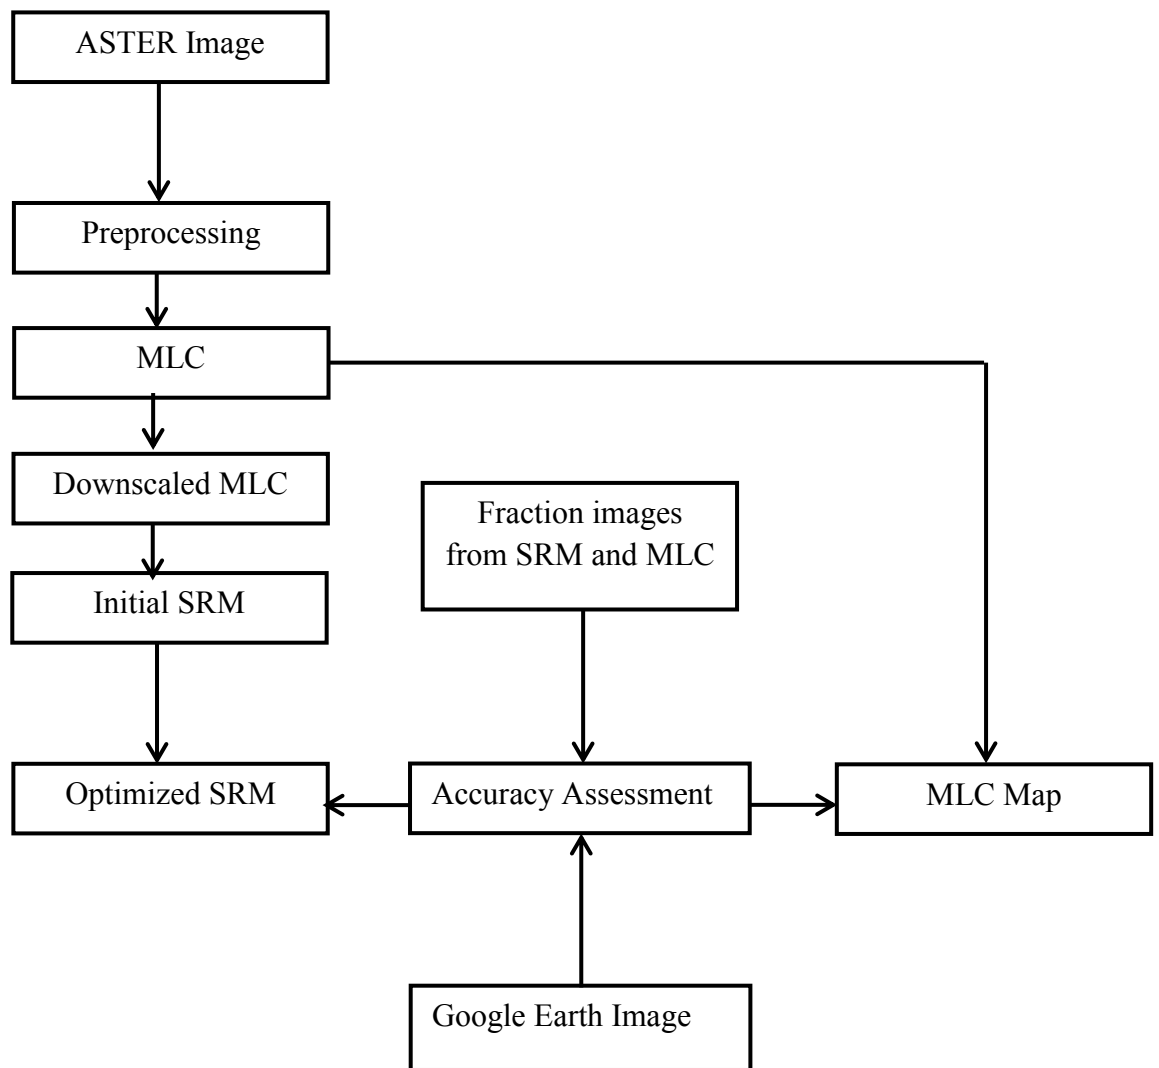 ASTER Image
Preprocessing
MLC
Downscaled MLC
Fraction images
from SRM and MLC
Initial SRM
Optimized SRM
Accuracy Assessment
MLC Map
Google Earth Image